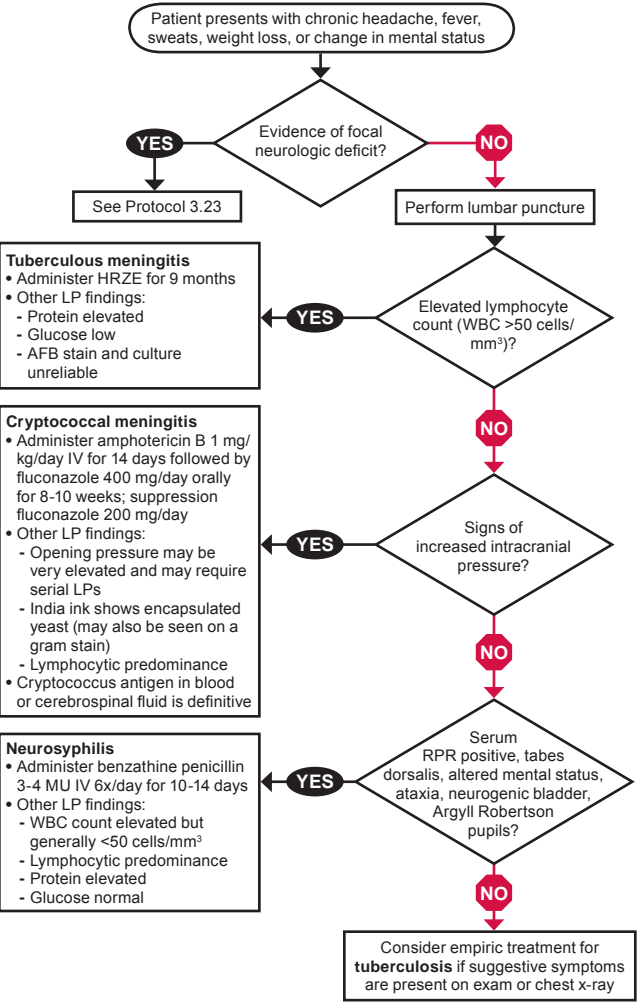 Patient presents with chronic headache, fever,
sweats, weight loss, or change in mental status
Evidence of focal
neurologic deficit?
YES
NO
See Protocol 3.23
Perform lumbar puncture
Elevated lymphocyte
count (WBC >50 cells/
mm³)?
YES
Tuberculous meningitis
• Administer HRZE for 9 months
• Other LP findings:
- Protein elevated
- Glucose low
- AFB stain and culture
unreliable
NO
Signs of
increased intracranial
pressure?
YES
Cryptococcal meningitis
• Administer amphotericin B 1 mg/
kg/day IV for 14 days followed by
fluconazole 400 mg/day orally
for 8-10 weeks; suppression
fluconazole 200 mg/day
• Other LP findings:
- Opening pressure may be
very elevated and may require
serial LPs
- India ink shows encapsulated
yeast (may also be seen on a
gram stain)
- Lymphocytic predominance
• Cryptococcus antigen in blood
or cerebrospinal fluid is definitive
NO
Serum
RPR positive, tabes
dorsalis, altered mental status,
ataxia, neurogenic bladder,
Argyll Robertson
pupils?
YES
Neurosyphilis
• Administer benzathine penicillin
3-4 MU IV 6x/day for 10-14 days
• Other LP findings:
- WBC count elevated but
generally <50 cells/mm³
- Lymphocytic predominance
- Protein elevated
- Glucose normal
NO
Consider empiric treatment for
tuberculosis if suggestive symptoms
are present on exam or chest x-ray